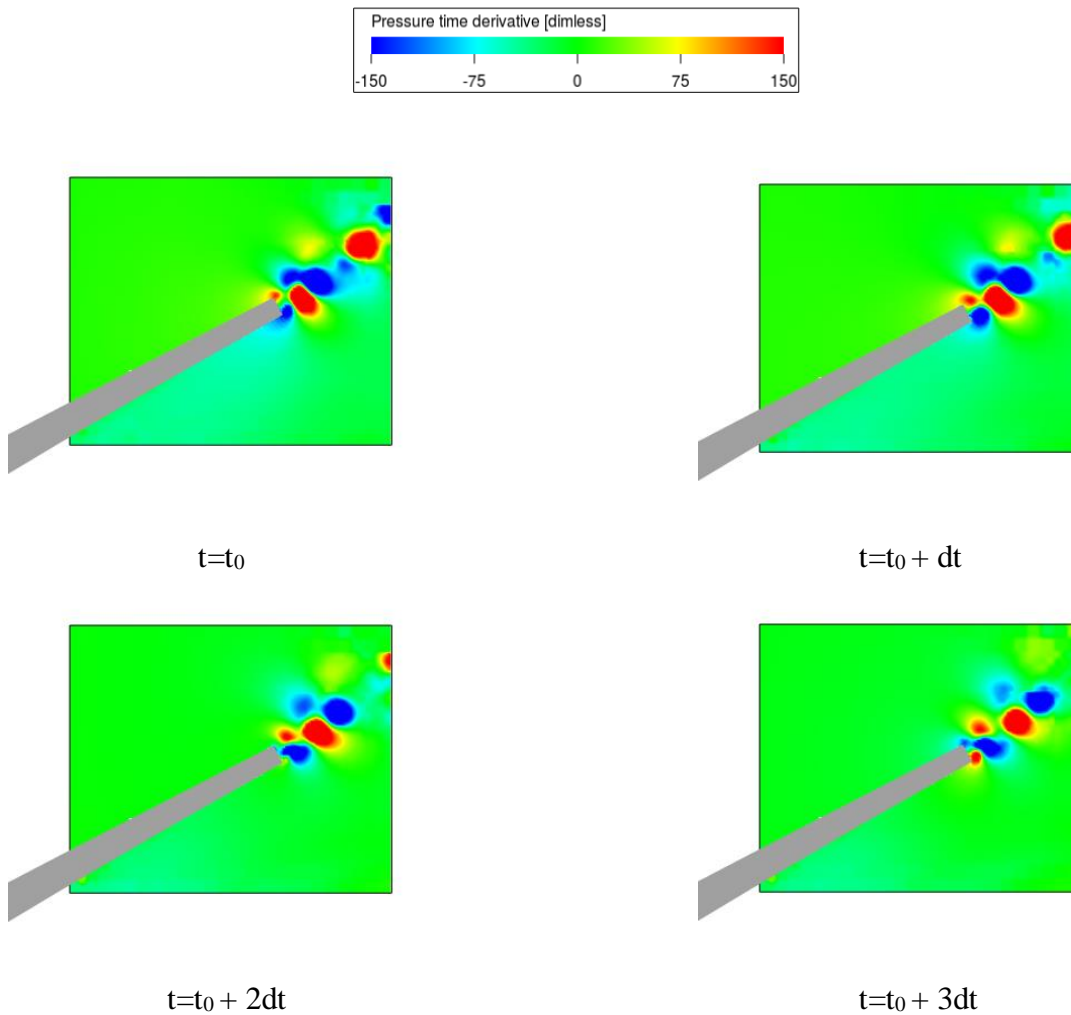 Pressure time derivative [dimless]
-150 -75 0 75 150
t=t₀
t=t₀ + dt
t=t₀ + 2dt
t=t₀ + 3dt